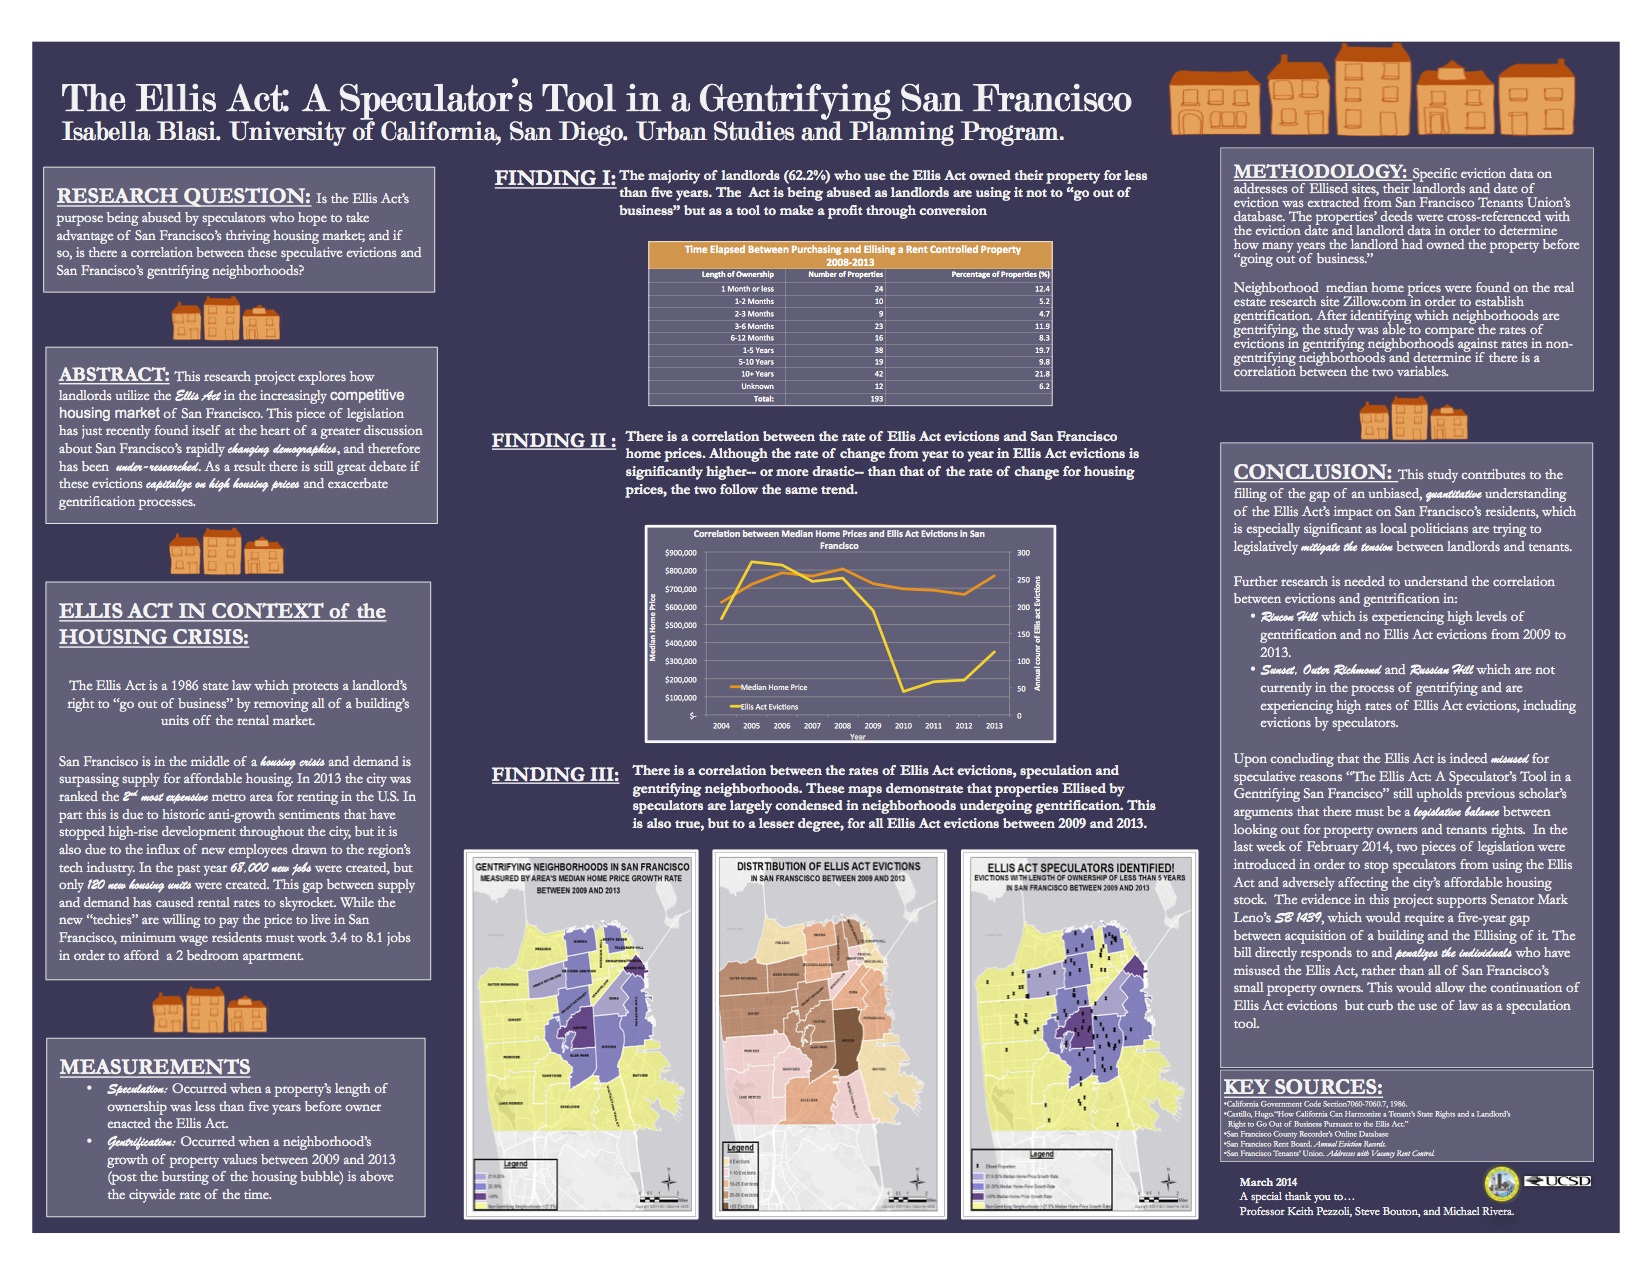 The Ellis Act: A Speculator's Tool in a Gentrifying San Francisco
Isabella Blasi. University of California, San Diego. Urban Studies and Planning Program.
RESEARCH QUESTION: Is the Ellis Act's
purpose being abused by speculators who hope to take
advantage of San Francisco's thriving housing market; and if
so, is there a correlation between these speculative evictions and
San Francisco's gentrifying neighborhoods?
ABSTRACT: This research project explores how
landlords utilize the Ellis Act in the increasingly competitive
housing market of San Francisco. This piece of legislation
has just recently found itself at the heart of a greater discussion
about San Francisco's rapidly changing demographics, and therefore
has been under-researched. As a result there is still great debate if
these evictions capitalize on high housing prices and exacerbate
gentrification processes.
ELLIS ACT IN CONTEXT of the
HOUSING CRISIS:
The Ellis Act is a 1986 state law which protects a landlord's
right to "go out of business" by removing all of a building's
units off the rental market.
San Francisco is in the middle of a housing crisis and demand is
surpassing supply for affordable housing. In 2013 the city was
ranked the 2nd most expensive metro area for renting in the U.S. In
part this is due to historic anti-growth sentiments that have
stopped high-rise development throughout the city, but it is
also due to the influx of new employees drawn to the region's
tech industry. In the past year 68,000 new jobs were created, but
only 120 new housing units were created. This gap between supply
and demand has caused rental rates to skyrocket. While the
new "techies" are willing to pay the price to live in San
Francisco, minimum wage residents must work 3.4 to 8.1 jobs
in order to afford a 2 bedroom apartment.
MEASUREMENTS
• Speculation: Occurred when a property's length of
ownership was less than five years before owner
enacted the Ellis Act.
• Gentrification: Occurred when a neighborhood's
growth of property values between 2009 and 2013
(post the bursting of the housing bubble) is above
the citywide rate of the time.
FINDING I: The majority of landlords (62.2%) who use the Ellis Act owned their property for less
than five years. The Act is being abused as landlords are using it not to "go out of
business" but as a tool to make a profit through conversion
Time Elapsed Between Purchasing and Ellising a Rent Controlled Property
2008-2013
Length of Ownership Number of Properties Percentage of Properties (%)
1 Month or less 24 12.4
1-2 Months 10 5.2
2-3 Months 9 4.7
3-6 Months 23 11.9
6-12 Months 16 8.3
1-5 Years 38 19.7
5-10 Years 19 9.8
10+ Years 42 21.8
Unknown 12 6.2
Total: 193
FINDING II : There is a correlation between the rate of Ellis Act evictions and San Francisco
home prices. Although the rate of change from year to year in Ellis Act evictions is
significantly higher-- or more drastic-- than that of the rate of change for housing
prices, the two follow the same trend.
Correlation between Median Home Prices and Ellis Act Evictions in San
Francisco
$900,000 300
$800,000
250
$700,000
$600,000 200
$500,000
150
$400,000
$300,000 100
$200,000
50
$100,000
$- 0
Median Home Price
Annual counr of Ellis act Evictions
Median Home Price
Ellis Act Evictions
2004 2005 2006 2007 2008 2009 2010 2011 2012 2013
Year
FINDING III: There is a correlation between the rates of Ellis Act evictions, speculation and
gentrifying neighborhoods. These maps demonstrate that properties Ellised by
speculators are largely condensed in neighborhoods undergoing gentrification. This
is also true, but to a lesser degree, for all Ellis Act evictions between 2009 and 2013.
GENTRIFYING NEIGHBORHOODS IN SAN FRANCISCO
MEASURED BY AREA'S MEDIAN HOME PRICE GROWTH RATE
BETWEEN 2009 AND 2013
Legend
DISTRTIBUTION OF ELLIS ACT EVICTIONS
IN SAN FRANSCISCO BETWEEN 2009 AND 2013
Legend
ELLIS ACT SPECULATORS IDENTIFIED!
EVICTIONS WITH LENGTH OF OWNERSHIP OF LESS THAN 5 YEARS
IN SAN FRANCISCO BETWEEN 2009 AND 2013
Legend
METHODOLOGY: Specific eviction data on
addresses of Ellised sites, their landlords and date of
eviction was extracted from San Francisco Tenants Union's
database. The properties' deeds were cross-referenced with
the eviction date and landlord data in order to determine
how many years the landlord had owned the property before
"going out of business."
Neighborhood median home prices were found on the real
estate research site Zillow.com in order to establish
gentrification. After identifying which neighborhoods are
gentrifying, the study was able to compare the rates of
evictions in gentrifying neighborhoods against rates in non-
gentrifying neighborhoods and determine if there is a
correlation between the two variables.
CONCLUSION: This study contributes to the
filling of the gap of an unbiased, quantitative understanding
of the Ellis Act's impact on San Francisco's residents, which
is especially significant as local politicians are trying to
legislatively mitigate the tension between landlords and tenants.
Further research is needed to understand the correlation
between evictions and gentrification in:
• Rincon Hill which is experiencing high levels of
gentrification and no Ellis Act evictions from 2009 to
2013.
• Sunset, Outer Richmond and Russian Hill which are not
currently in the process of gentrifying and are
experiencing high rates of Ellis Act evictions, including
evictions by speculators.
Upon concluding that the Ellis Act is indeed misused for
speculative reasons "The Ellis Act: A Speculator's Tool in a
Gentrifying San Francisco" still upholds previous scholar's
arguments that there must be a legislative balance between
looking out for property owners and tenants rights. In the
last week of February 2014, two pieces of legislation were
introduced in order to stop speculators from using the Ellis
Act and adversely affecting the city's affordable housing
stock. The evidence in this project supports Senator Mark
Leno's SB 1439, which would require a five-year gap
between acquisition of a building and the Ellising of it. The
bill directly responds to and penalizes the individuals who have
misused the Ellis Act, rather than all of San Francisco's
small property owners. This would allow the continuation of
Ellis Act evictions but curb the use of law as a speculation
tool.
KEY SOURCES:
•California Government Code Section7060-7060.7, 1986.
•Castillo, Hugo."How California Can Harmonize a Tenant's State Rights and a Landlord's
Right to Go Out of Business Pursuant to the Ellis Act."
•San Francisco County Recorder's Online Database
•San Francisco Rent Board. Annual Eviction Records.
•San Francisco Tenants' Union. Addresses with Vacancy Rent Control.
March 2014
A special thank you to…
Professor Keith Pezzoli, Steve Bouton, and Michael Rivera.
UCSD